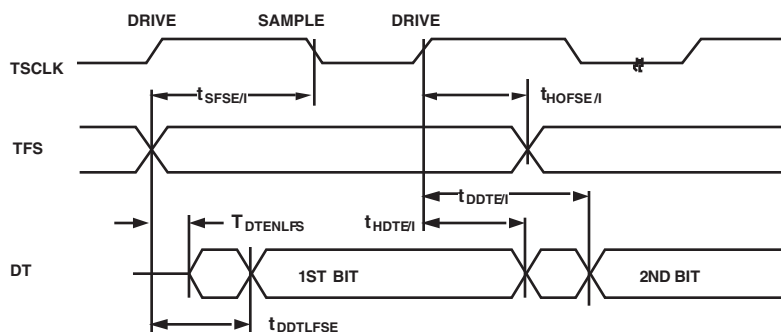 DRIVE SAMPLE DRIVE
TSCLK
tSFSE/I tHOFSE/I
TFS
tDDTE/I
TDTENLFS tHDTE/I
DT 1ST BIT 2ND BIT
tDDTLFSE